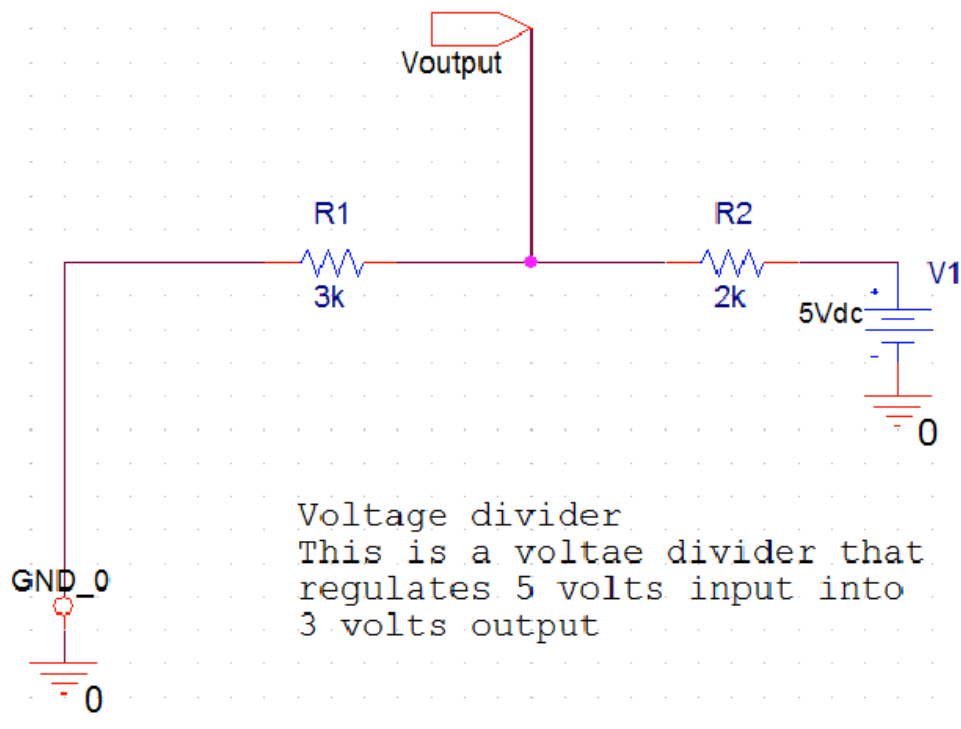 Voutput
R1
R2
3k
2k
V1
5Vdc
+
-
0
Voltage divider
This is a voltae divider that
regulates 5 volts input into
3 volts output
GND_0
0